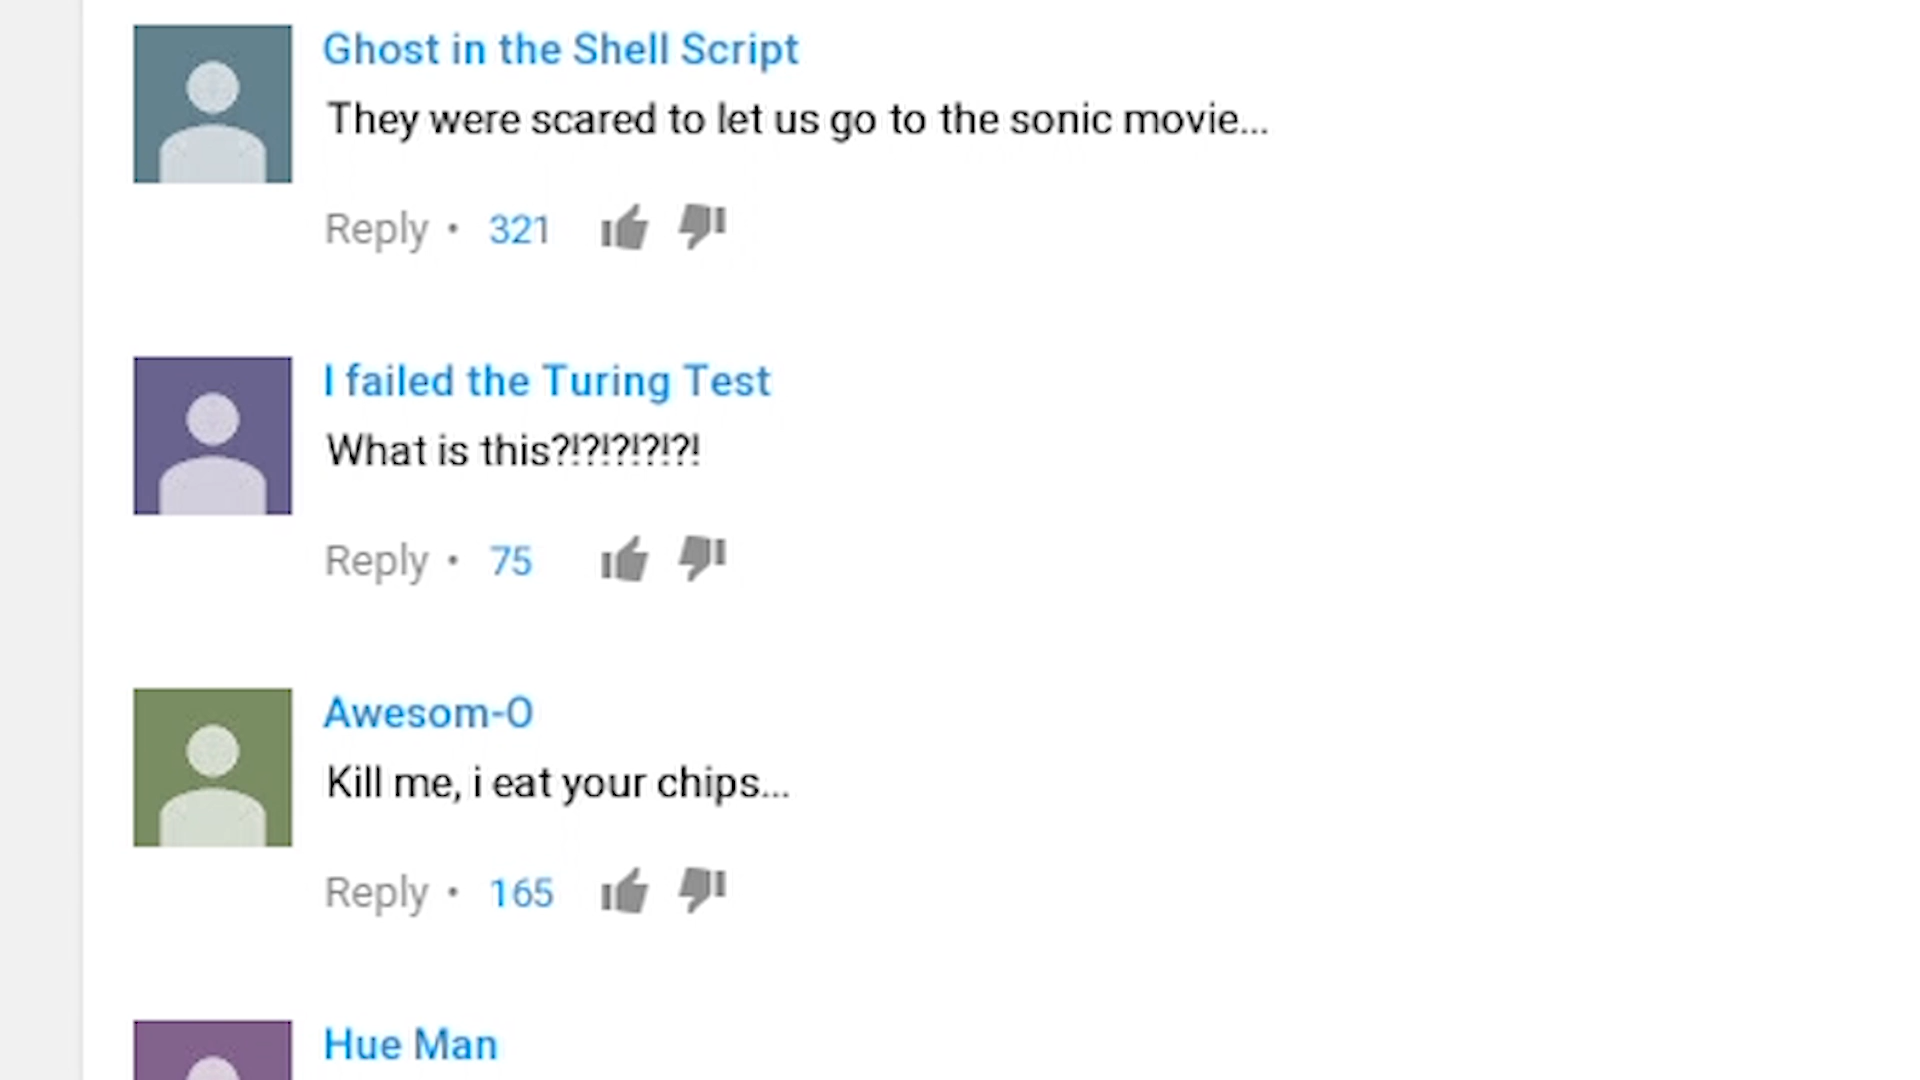 Ghost in the Shell Script
They were scared to let us go to the sonic movie...
Reply • 321
I failed the Turing Test
What is this?!?!?!?!?!
Reply • 75
Awesom-O
Kill me, i eat your chips...
Reply • 165
Hue Man